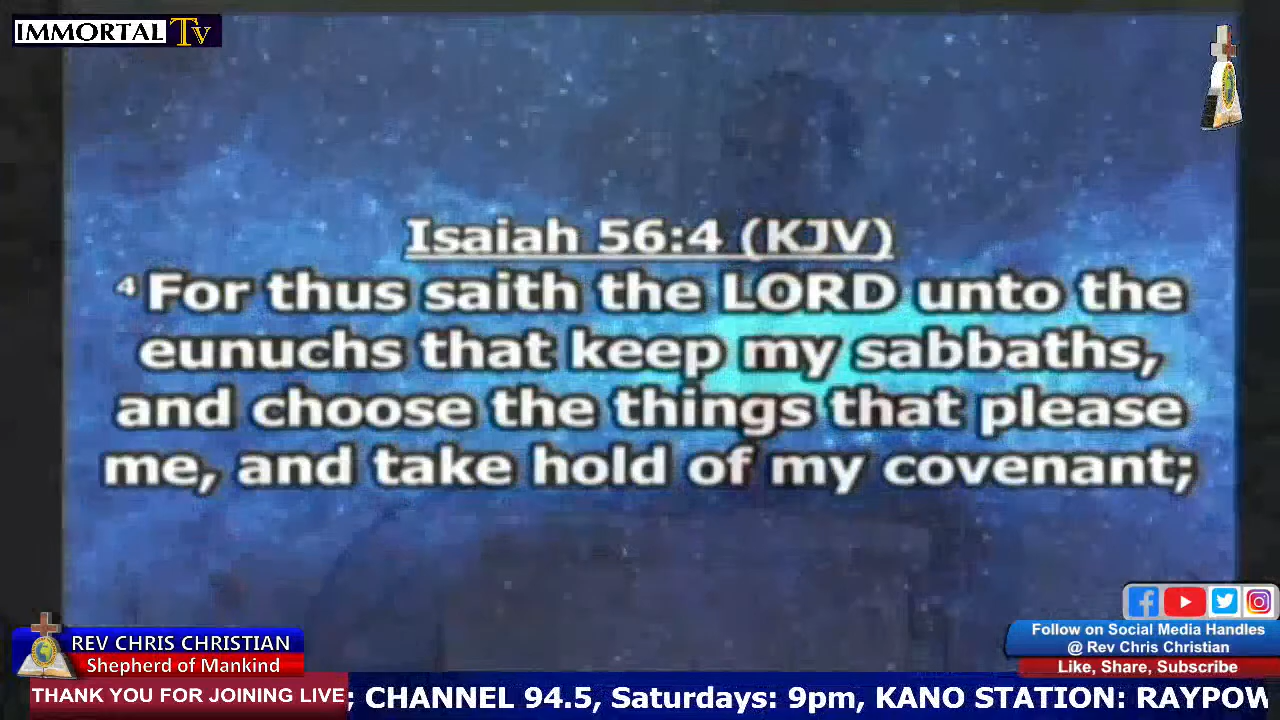 IMMORTAL Tv
Isaiah 56:4 (KJV)
4 For thus saith the LORD unto the
eunuchs that keep my sabbaths,
and choose the things that please
me, and take hold of my covenant;
Follow on Social Media Handles
@ Rev Chris Christian
Like, Share, Subscribe
REV CHRIS CHRISTIAN
Shepherd of Mankind
THANK YOU FOR JOINING LIVE ; CHANNEL 94.5, Saturdays: 9pm, KANO STATION: RAYPOW